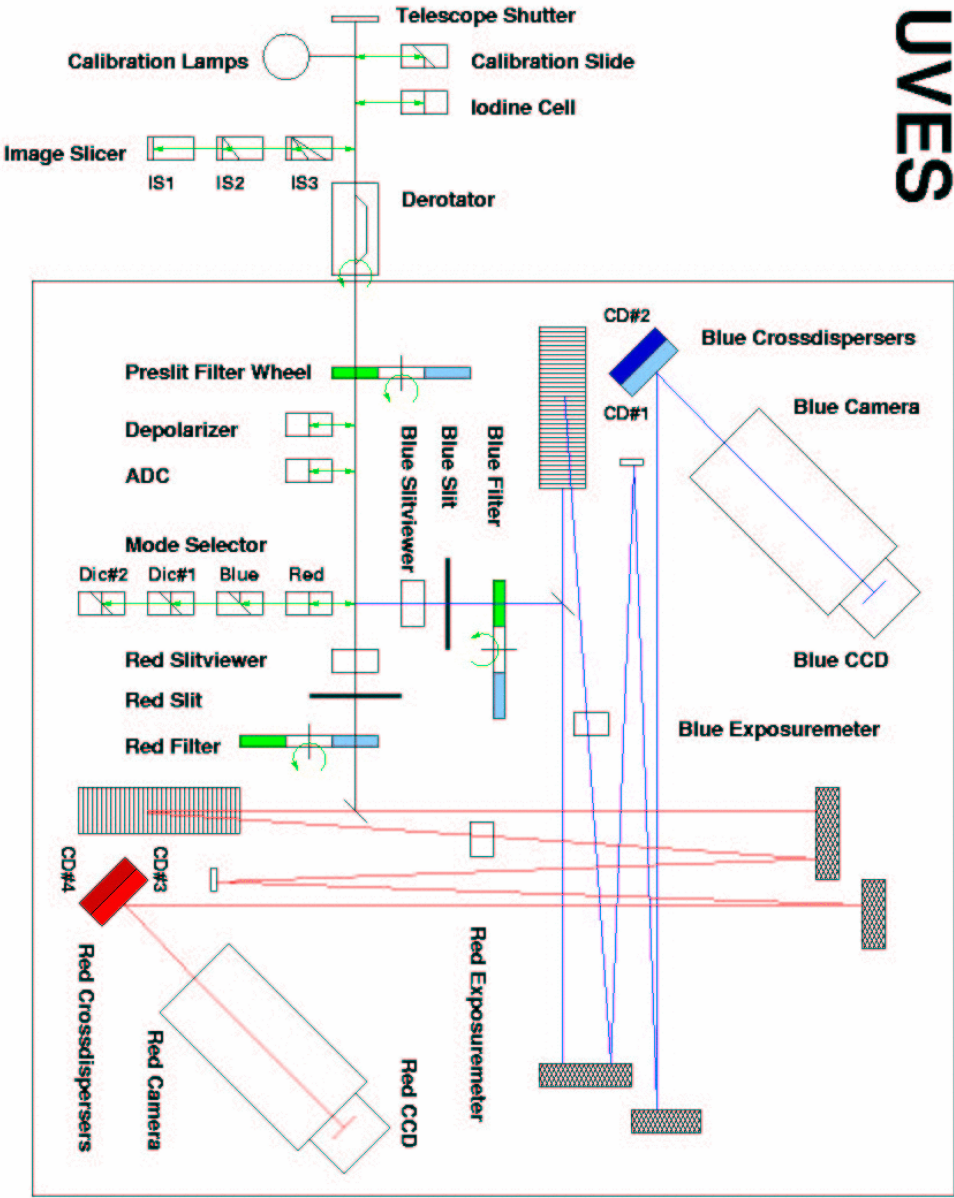 UVES
Telescope Shutter
Calibration Lamps
Calibration Slide
Iodine Cell
Image Slicer
IS1
IS2
IS3
Derotator
CD#2
Blue Crossdispersers
Preslit Filter Wheel
CD#1
Blue Camera
Depolarizer
ADC
Blue Slitviewer
Blue Slit
Blue Filter
Mode Selector
Dic#2
Dic#1
Blue
Red
Red Slitviewer
Blue CCD
Red Slit
Blue Exposuremeter
Red Filter
CD#4
CD#3
Red Crossdispersers
Red Camera
Red CCD
Red Exposuremeter